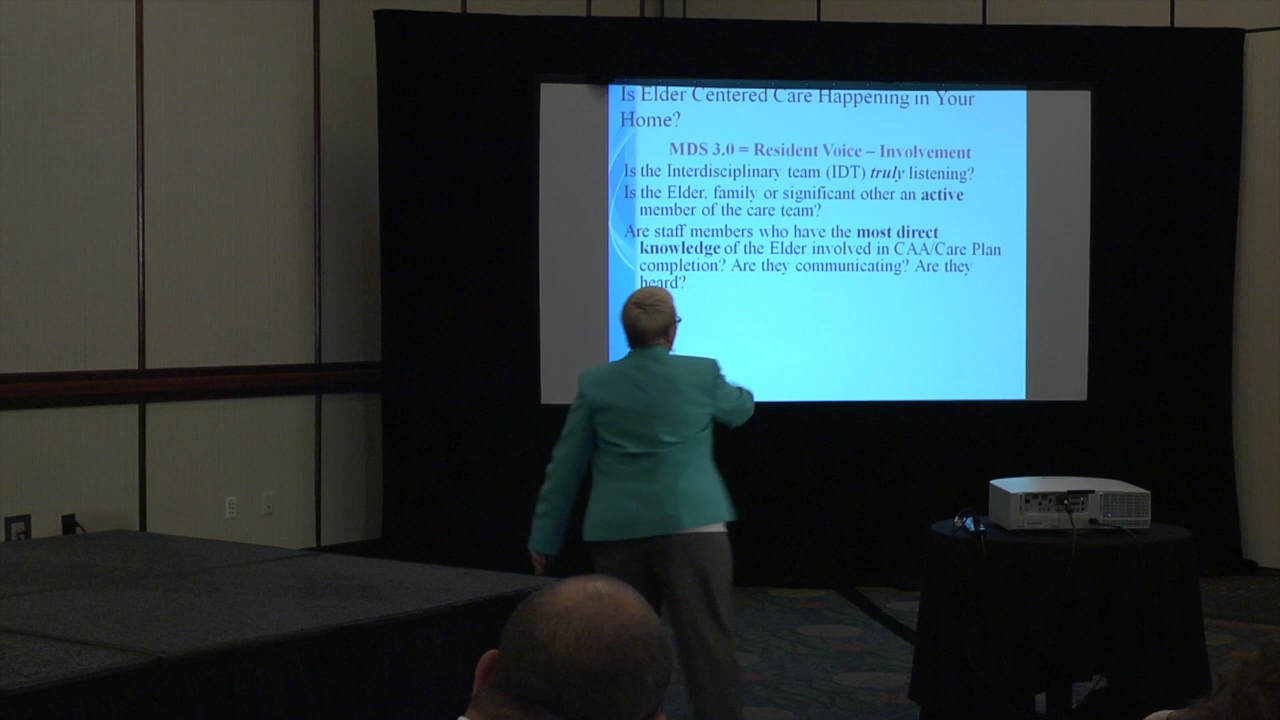 Is Elder Centered Care Happening in Your
Home?
MDS 3.0 = Resident Voice – Involvement
Is the Interdisciplinary team (IDT) truly listening?
Is the Elder, family or significant other an active
member of the care team?
Are staff members who have the most direct
knowledge of the Elder involved in CAA/Care Plan
completion? Are they communicating? Are they
heard?